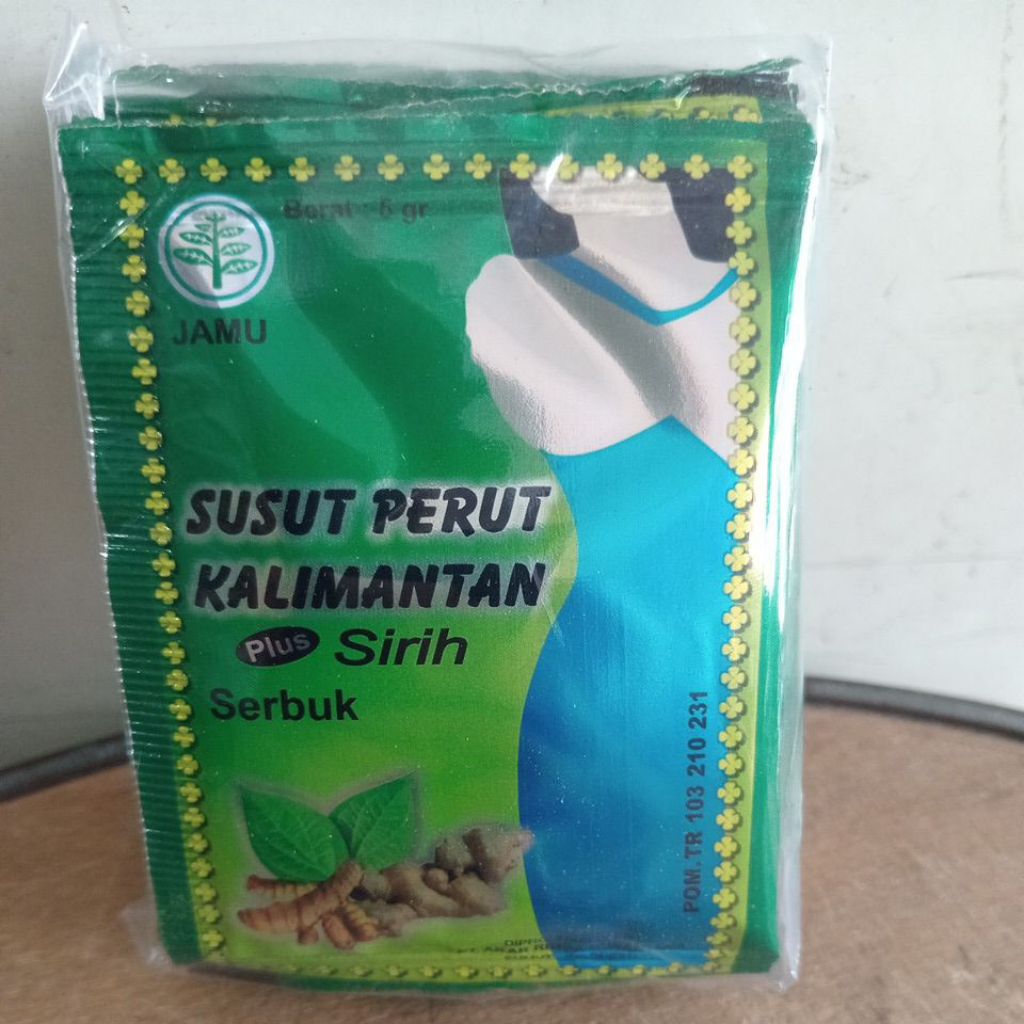 Berat : 5 gr
JAMU
SUSUT PERUT
KALIMANTAN
Plus Sirih
Serbuk
POM.TR 103 210 231